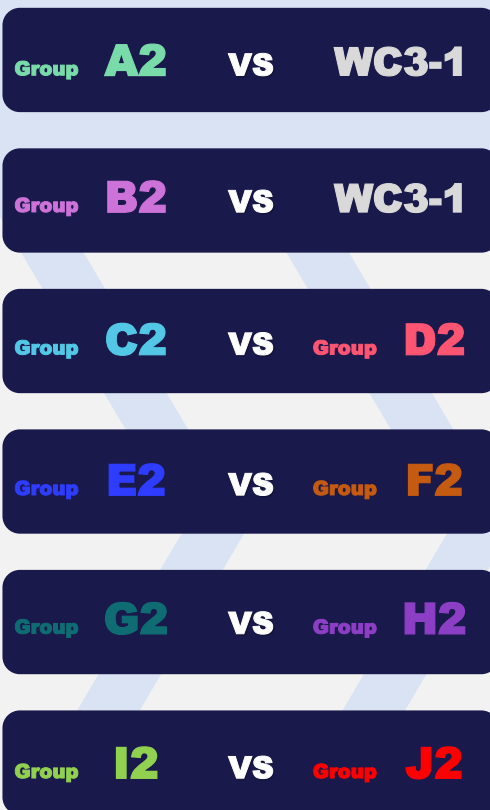 Group A2 VS WC3-1
Group B2 VS WC3-1
Group C2 VS Group D2
Group E2 VS Group F2
Group G2 VS Group H2
Group I2 VS Group J2